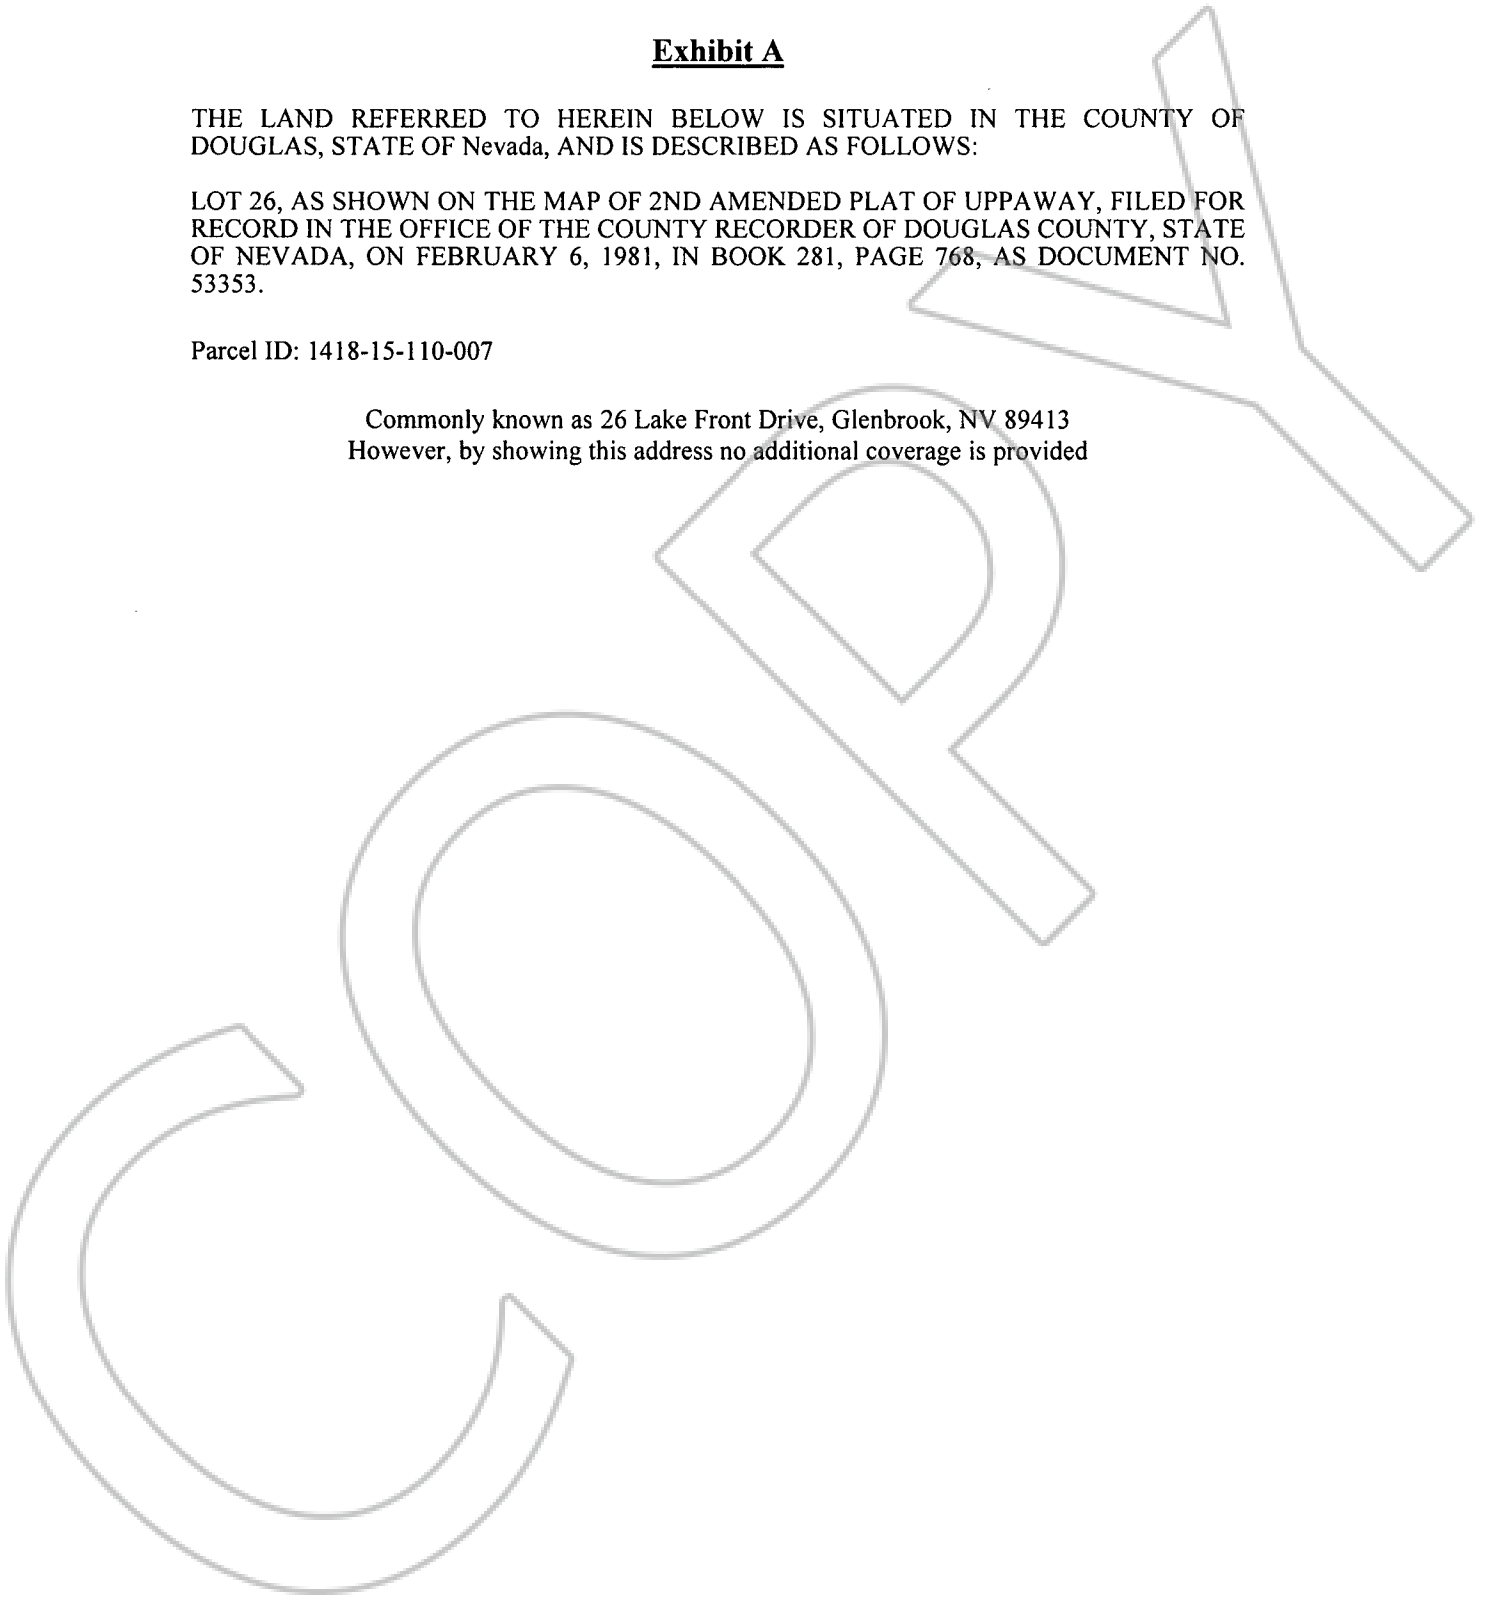 Exhibit A
THE LAND REFERRED TO HEREIN BELOW IS SITUATED IN THE COUNTY OF
DOUGLAS, STATE OF Nevada, AND IS DESCRIBED AS FOLLOWS:
LOT 26, AS SHOWN ON THE MAP OF 2ND AMENDED PLAT OF UPPAWAY, FILED FOR
RECORD IN THE OFFICE OF THE COUNTY RECORDER OF DOUGLAS COUNTY, STATE
OF NEVADA, ON FEBRUARY 6, 1981, IN BOOK 281, PAGE 768, AS DOCUMENT NO.
53353.
Parcel ID: 1418-15-110-007
Commonly known as 26 Lake Front Drive, Glenbrook, NV 89413
However, by showing this address no additional coverage is provided
COPY